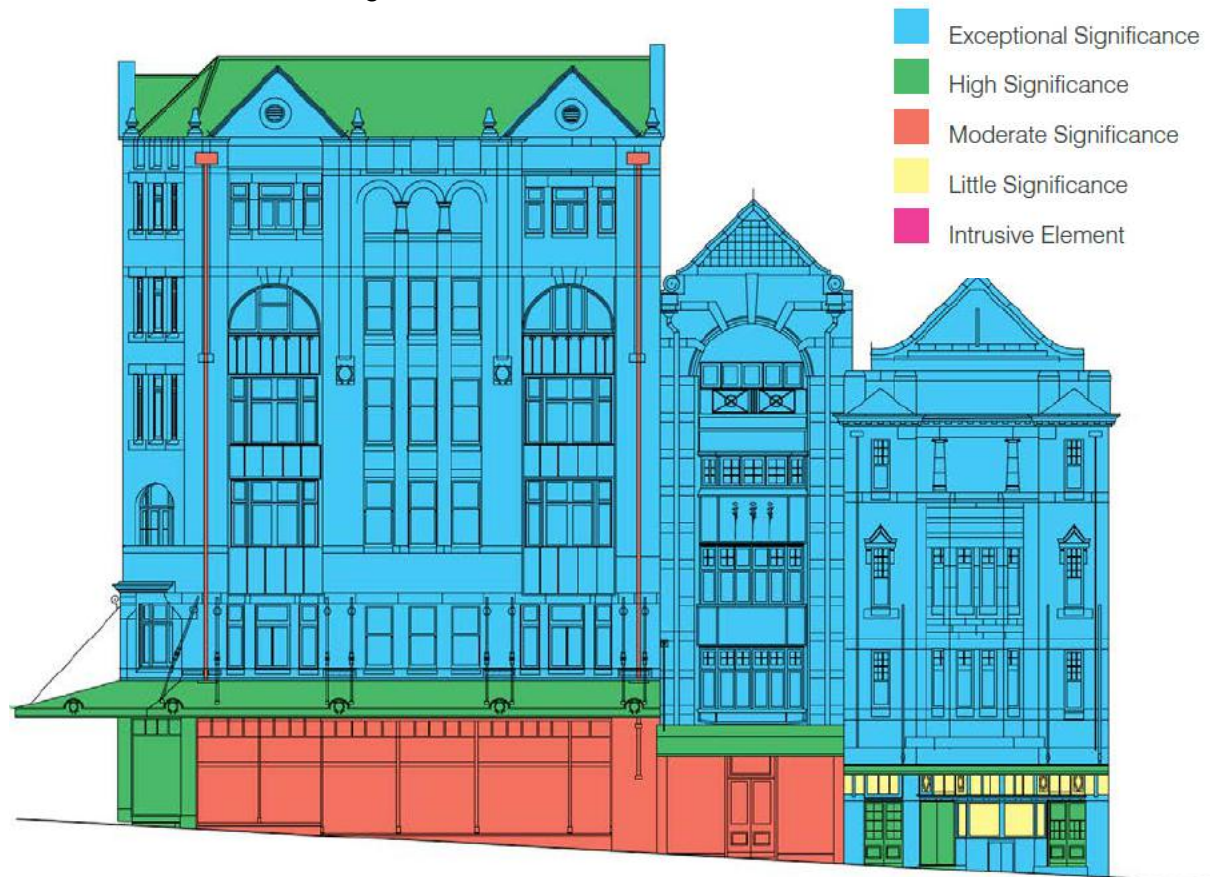 Exceptional Significance
High Significance
Moderate Significance
Little Significance
Intrusive Element